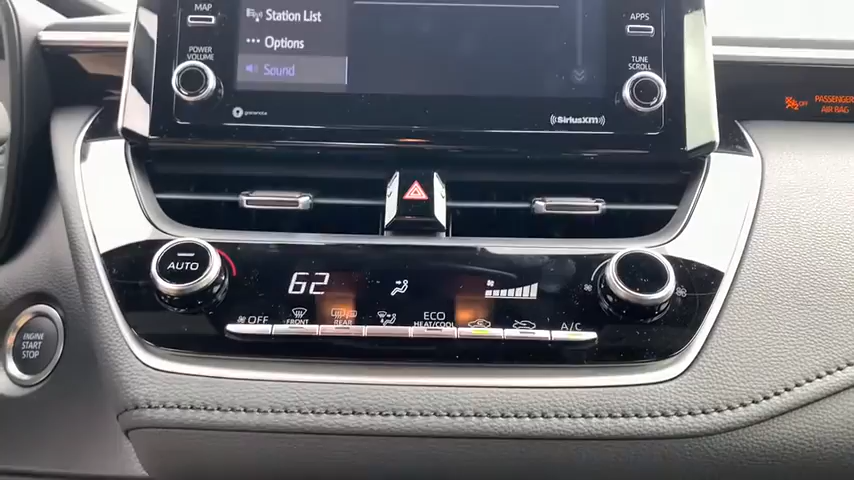 MAP
Station List
Options
Sound
POWER
VOLUME
APPS
TUNE
SCROLL
SiriusXM
PASSENGER
AIR BAG
OFF
AUTO
62
OFF
FRONT
REAR
ECO
HEAT/COOL
A/C
ENGINE
START
STOP